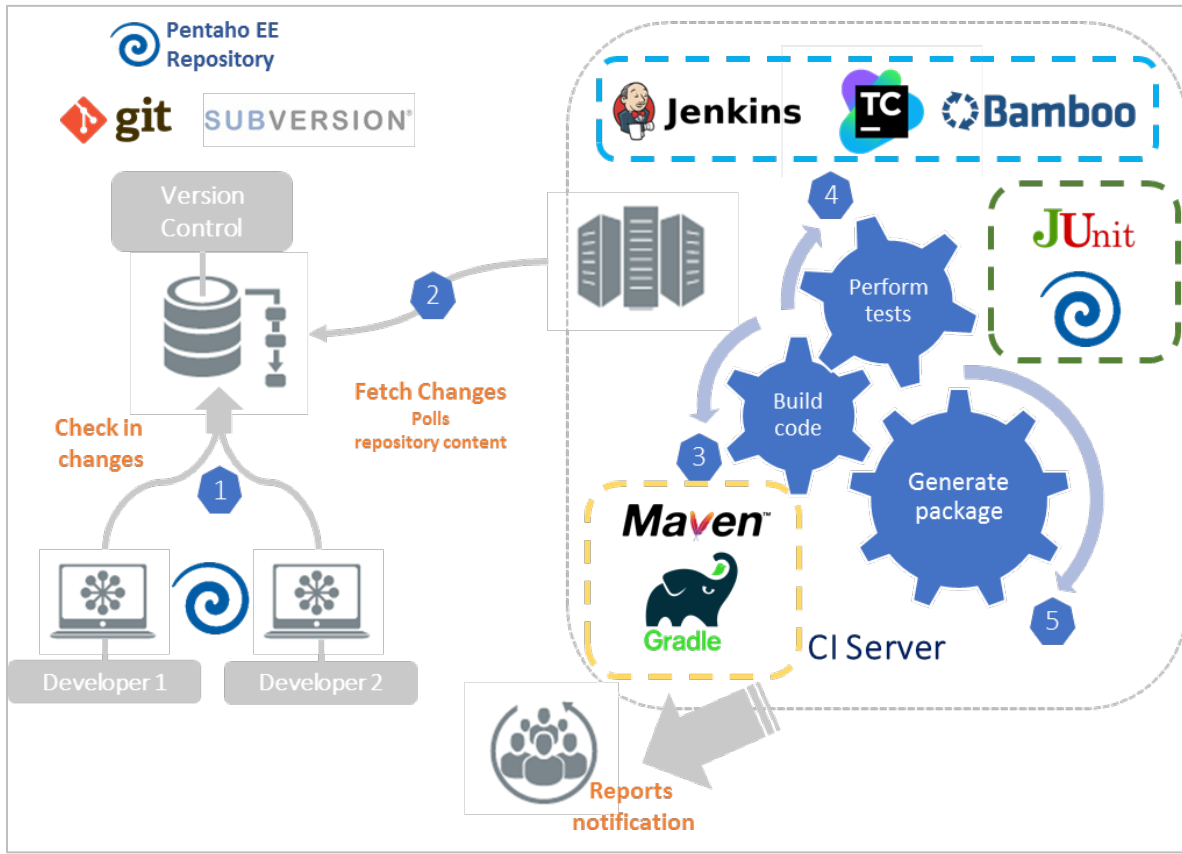 Pentaho EE
Repository
git
SUBVERSION®
Version
Control
Check in
changes
1
Developer 1
Developer 2
2
Fetch Changes
Polls
repository content
Jenkins
TC
Bamboo
4
JUnit
Perform
tests
Build
code
3
Generate
package
Maven™
Gradle
5
CI Server
Reports
notification